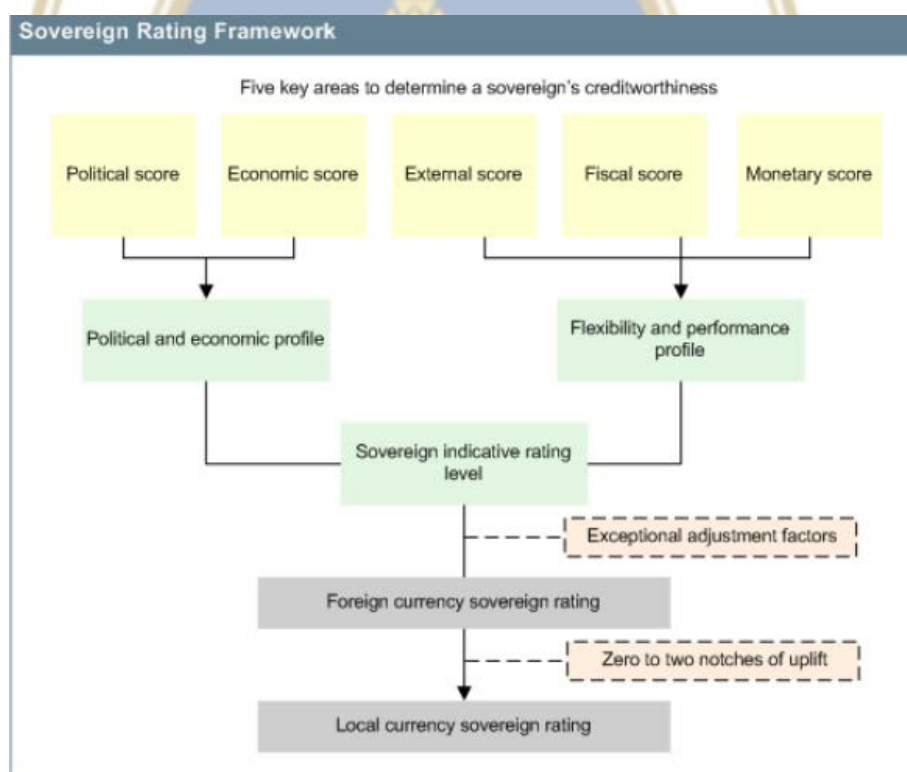 Sovereign Rating Framework
Five key areas to determine a sovereign's creditworthiness
Political score
Economic score
External score
Fiscal score
Monetary score
Political and economic profile
Flexibility and performance
profile
Sovereign indicative rating
level
Exceptional adjustment factors
Foreign currency sovereign rating
Zero to two notches of uplift
Local currency sovereign rating